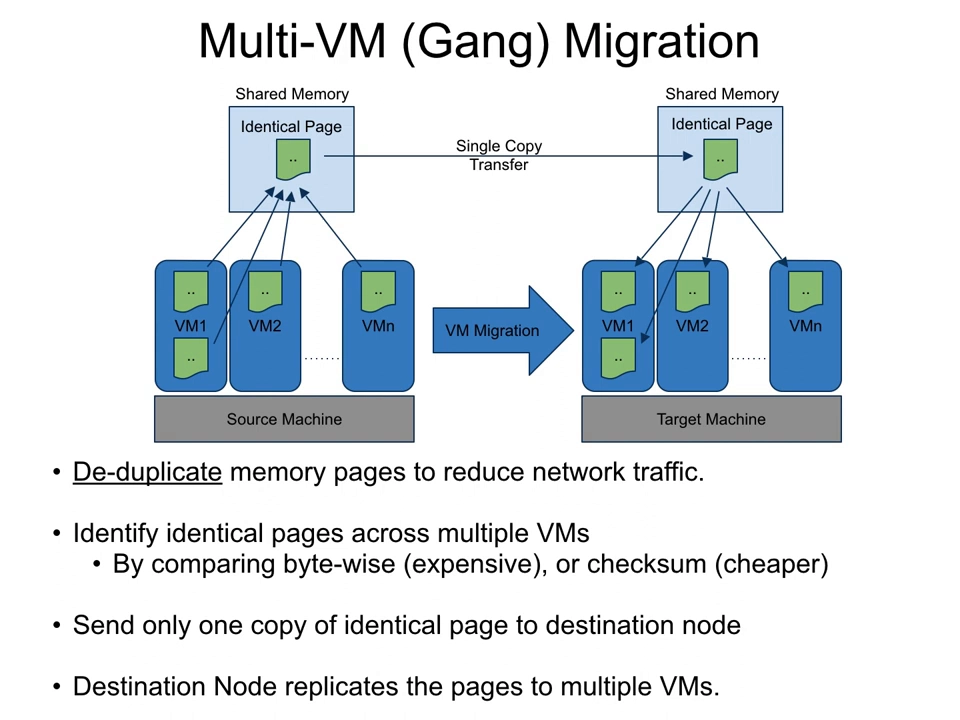 Multi-VM (Gang) Migration
Shared Memory
Shared Memory
Identical Page
Identical Page
..
..
Single Copy
Transfer
..
..
..
..
..
..
VM1
VM2
VMn
VM Migration
VM1
VM2
VMn
..
.......
..
.......
Source Machine
Target Machine
• De-duplicate memory pages to reduce network traffic.
• Identify identical pages across multiple VMs
• By comparing byte-wise (expensive), or checksum (cheaper)
• Send only one copy of identical page to destination node
• Destination Node replicates the pages to multiple VMs.